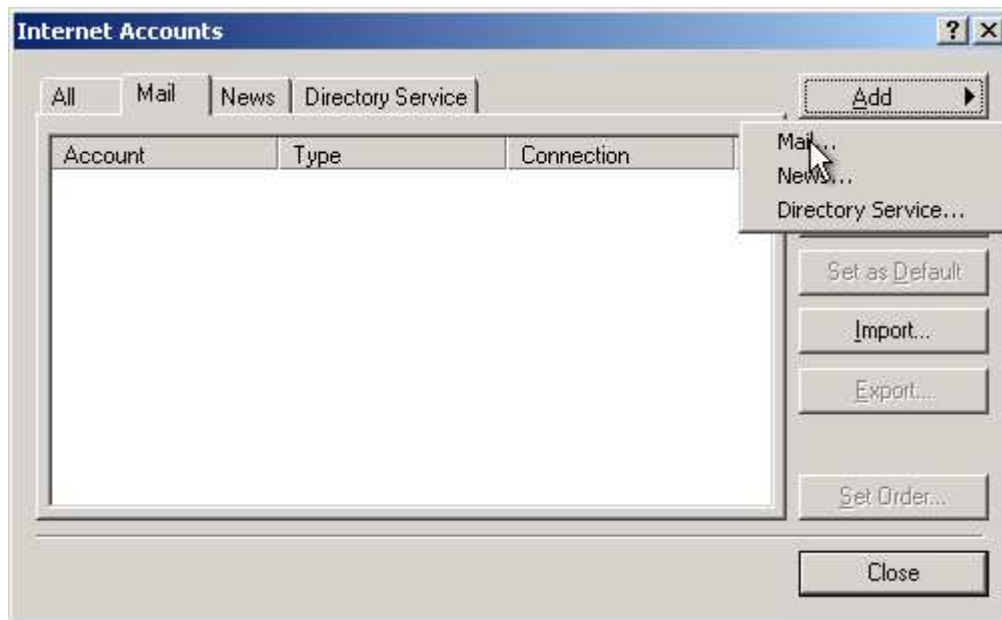 Internet Accounts
All Mail News Directory Service
Add
Account Type Connection
Mail...
News...
Directory Service...
Set as Default
Import...
Export...
Set Order...
Close